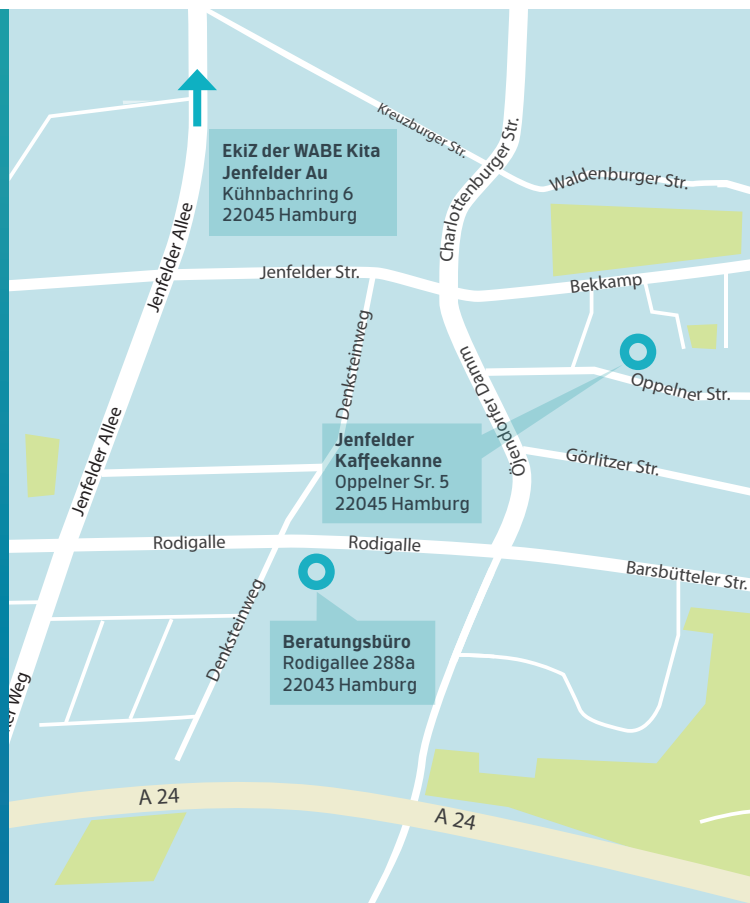 Kreuzburger Str.
Charlottenburger Str.
Waldenburger Str.
EkiZ der WABE Kita
Jenfelder Au
Kühnbachring 6
22045 Hamburg
Jenfelder Allee
Jenfelder Str.
Bekkamp
Denksteinweg
Öjendorfer Damm
Oppelner Str.
Jenfelder Allee
Jenfelder
Kaffeekanne
Oppelner Sr. 5
22045 Hamburg
Görlitzer Str.
Rodigalle
Rodigalle
Barsbütteler Str.
Denksteinweg
Beratungsbüro
Rodigallee 288a
22043 Hamburg
Weg
A 24
A 24